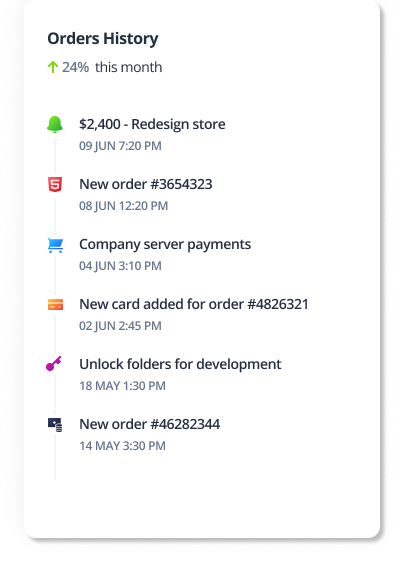 Orders History
24% this month
$2,400 - Redesign store
09 JUN 7:20 PM
New order #3654323
08 JUN 12:20 PM
Company server payments
04 JUN 3:10 PM
New card added for order #4826321
02 JUN 2:45 PM
Unlock folders for development
18 MAY 1:30 PM
New order #46282344
14 MAY 3:30 PM